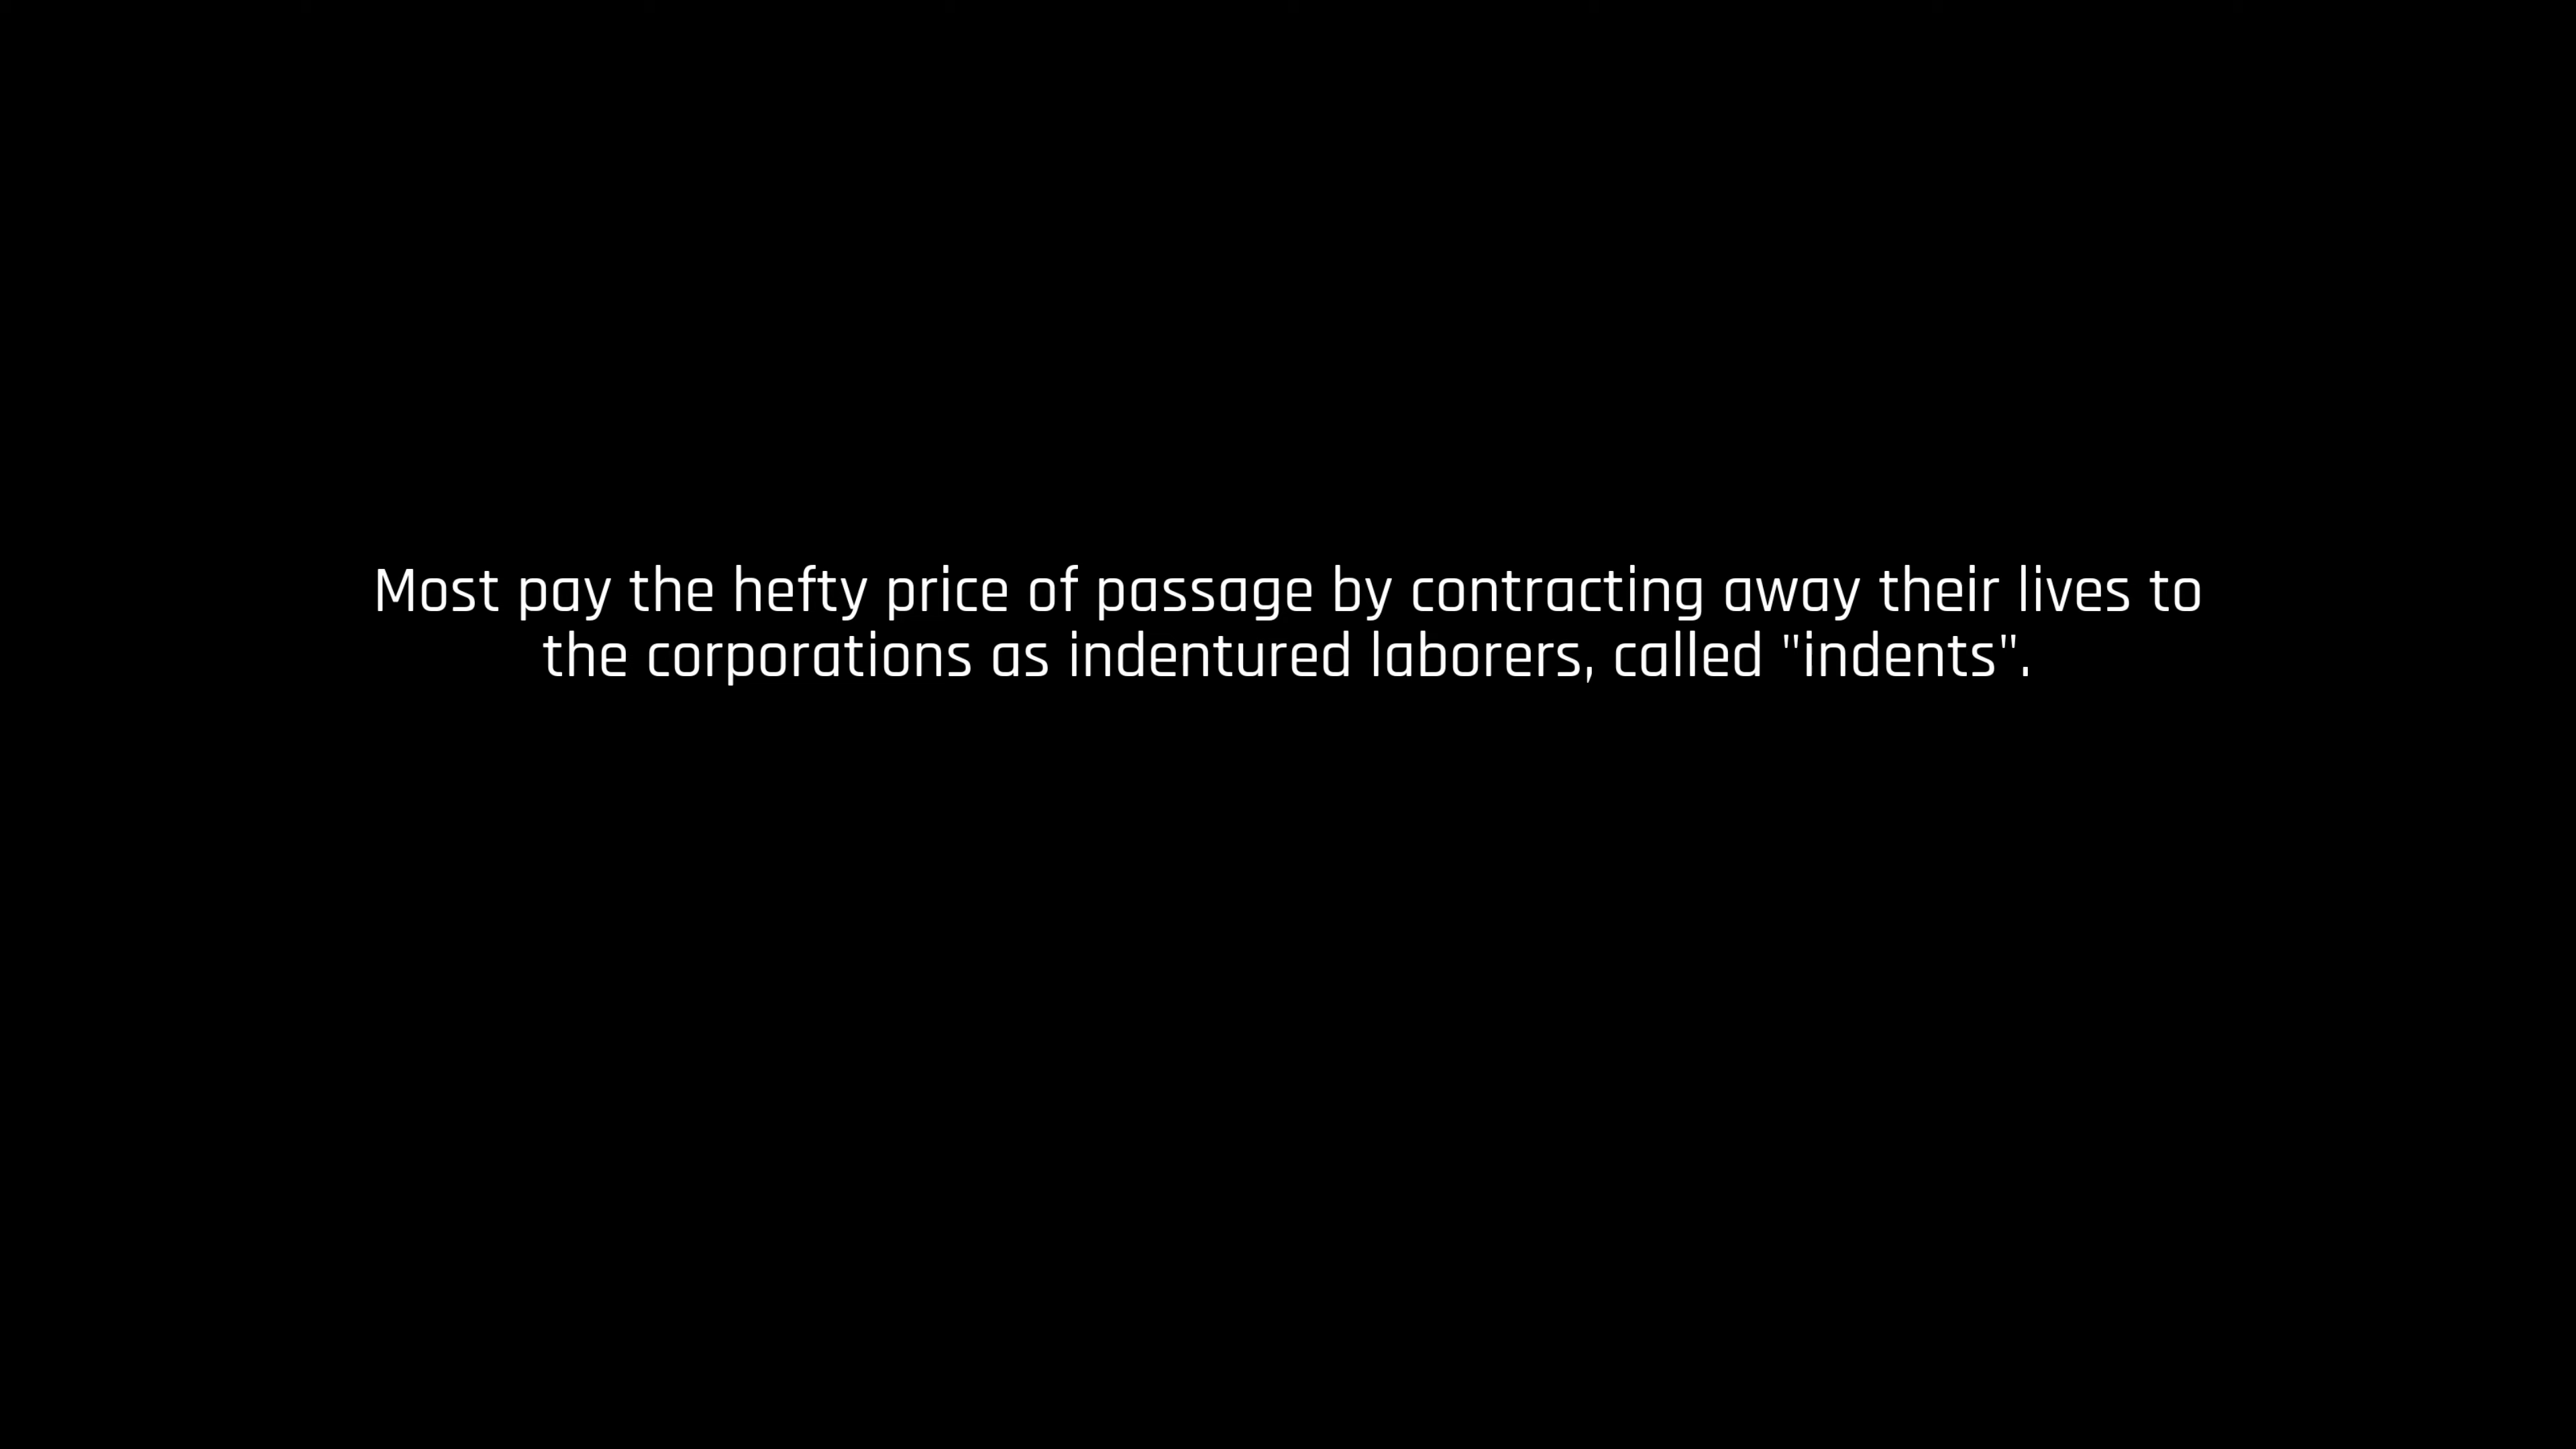 Most pay the hefty price of passage by contracting away their lives to
the corporations as indentured laborers, called "indents".